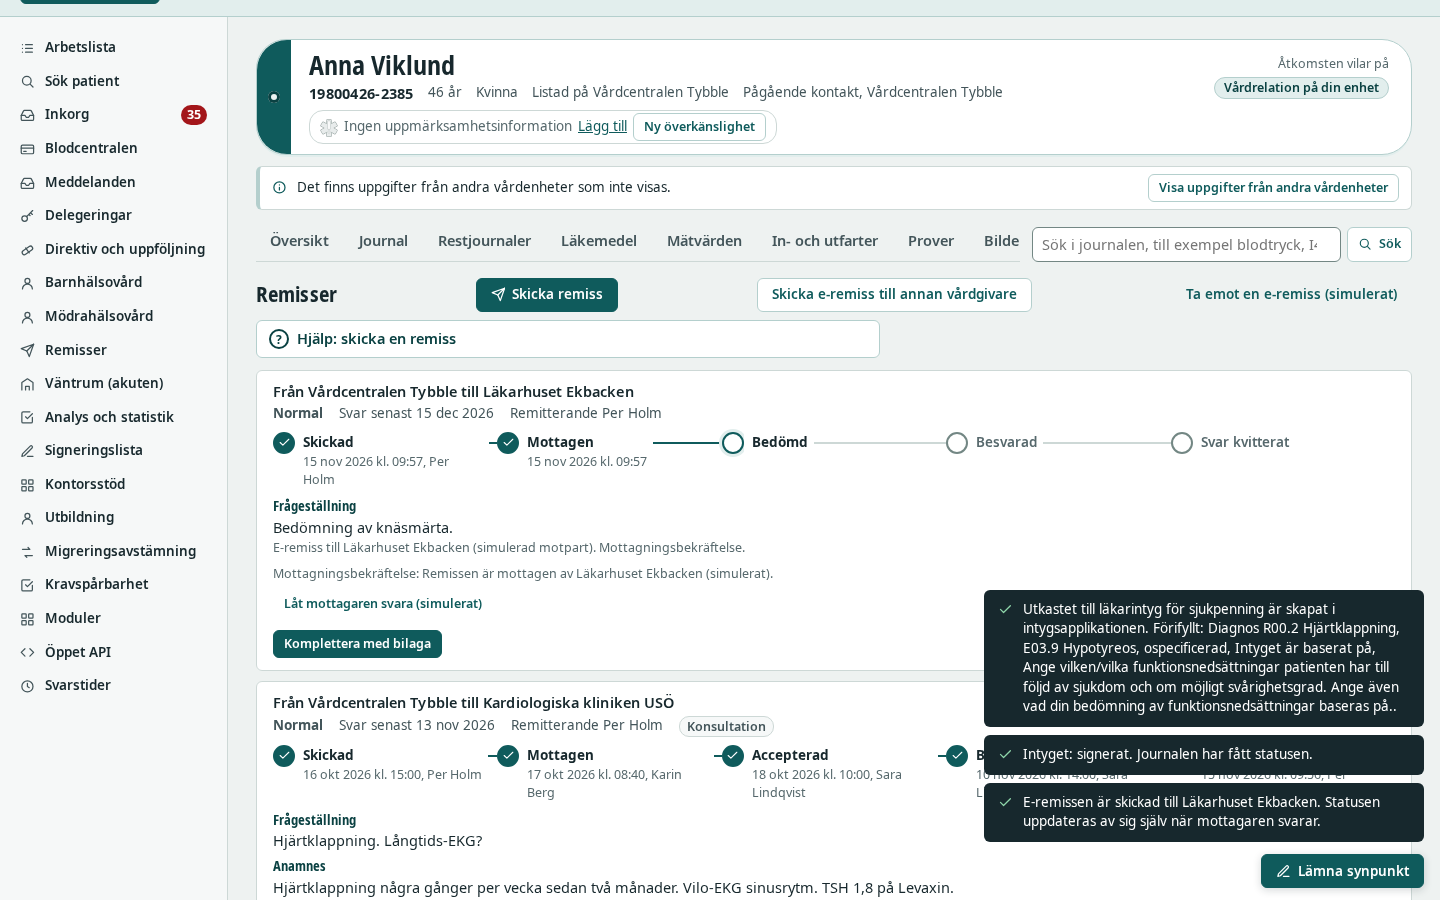 Arbetslista
Sök patient
Inkorg 35
Blodcentralen
Meddelanden
Delegeringar
Direktiv och uppföljning
Barnhälsovård
Mödrahälsovård
Remisser
Väntrum (akuten)
Analys och statistik
Signeringslista
Kontorsstöd
Utbildning
Migreringsavstämning
Kravspårbarhet
Moduler
Öppet API
Svarstider
Anna Viklund
19800426-2385 46 år Kvinna Listad på Vårdcentralen Tybble Pågående kontakt, Vårdcentralen Tybble
Ingen uppmärksamhetsinformation Lägg till Ny överkänslighet
Åtkomsten vilar på
Vårdrelation på din enhet
Det finns uppgifter från andra vårdenheter som inte visas.
Visa uppgifter från andra vårdenheter
Översikt Journal Restjournaler Läkemedel Mätvärden In- och utfarter Prover Bilde
Sök i journalen, till exempel blodtryck, I
Sök
Remisser
Skicka remiss
Skicka e-remiss till annan vårdgivare
Ta emot en e-remiss (simulerat)
? Hjälp: skicka en remiss
Från Vårdcentralen Tybble till Läkarhuset Ekbacken
Normal Svar senast 15 dec 2026 Remitterande Per Holm
Skickad
15 nov 2026 kl. 09:57, Per
Holm
Mottagen
15 nov 2026 kl. 09:57
Bedömd
Besvarad
Svar kvitterat
Frågeställning
Bedömning av knäsmärta.
E-remiss till Läkarhuset Ekbacken (simulerad motpart). Mottagningsbekräftelse.
Mottagningsbekräftelse: Remissen är mottagen av Läkarhuset Ekbacken (simulerat).
Låt mottagaren svara (simulerat)
Komplettera med bilaga
Från Vårdcentralen Tybble till Kardiologiska kliniken USÖ
Normal Svar senast 13 nov 2026 Remitterande Per Holm Konsultation
Skickad
16 okt 2026 kl. 15:00, Per Holm
Mottagen
17 okt 2026 kl. 08:40, Karin
Berg
Accepterad
18 okt 2026 kl. 10:00, Sara
Lindqvist
B
L
Frågeställning
Hjärtklappning. Långtids-EKG?
Anamnes
Hjärtklappning några gånger per vecka sedan två månader. Vilo-EKG sinusrytm. TSH 1,8 på Levaxin.
Utkastet till läkarintyg för sjukpenning är skapat i
intygsapplikationen. Förifyllt: Diagnos R00.2 Hjärtklappning,
E03.9 Hypotyreos, ospecificerad, Intyget är baserat på,
Ange vilken/vilka funktionsnedsättningar patienten har till
följd av sjukdom och om möjligt svårighetsgrad. Ange även
vad din bedömning av funktionsnedsättningar baseras på..
Intyget: signerat. Journalen har fått statusen.
E-remissen är skickad till Läkarhuset Ekbacken. Statusen
uppdateras av sig själv när mottagaren svarar.
Lämna synpunkt